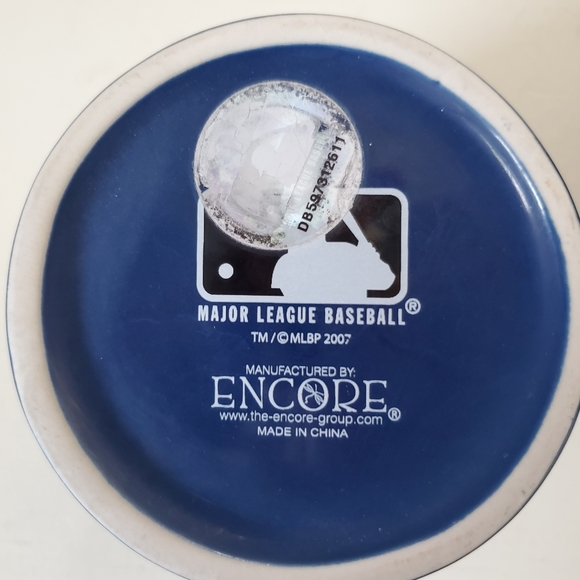 DB597312611
MAJOR LEAGUE BASEBALL®
TM/© MLBP 2007
MANUFACTURED BY:
ENCORE®
www.the-encore-group.com
MADE IN CHINA